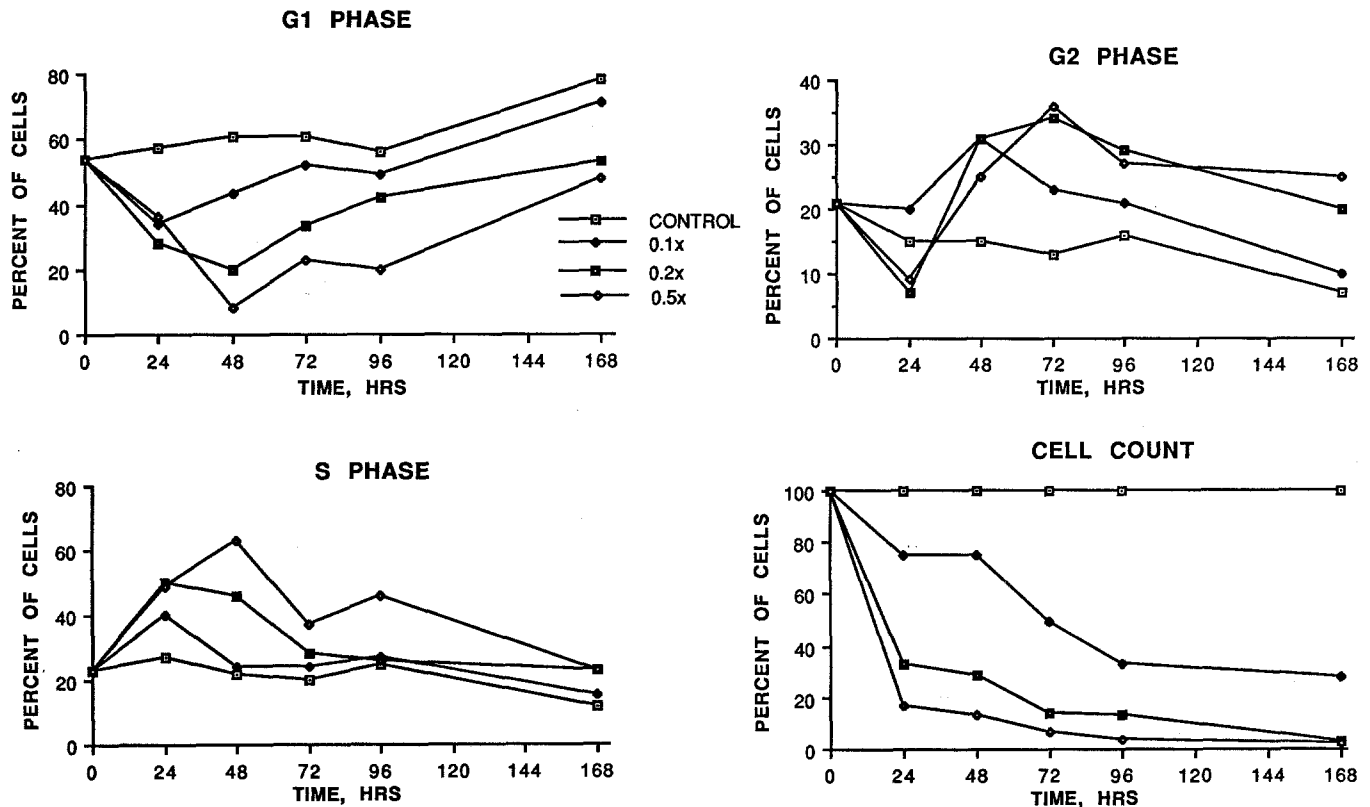 G1 PHASE
PERCENT OF CELLS
80
60
40
20
0
0 24 48 72 96 120 144 168
TIME, HRS
CONTROL
0.1x
0.2x
0.5x
G2 PHASE
PERCENT OF CELLS
40
30
20
10
0
0 24 48 72 96 120 144 168
TIME, HRS
S PHASE
PERCENT OF CELLS
80
60
40
20
0
0 24 48 72 96 120 144 168
TIME, HRS
CELL COUNT
PERCENT OF CELLS
100
80
60
40
20
0
0 24 48 72 96 120 144 168
TIME, HRS